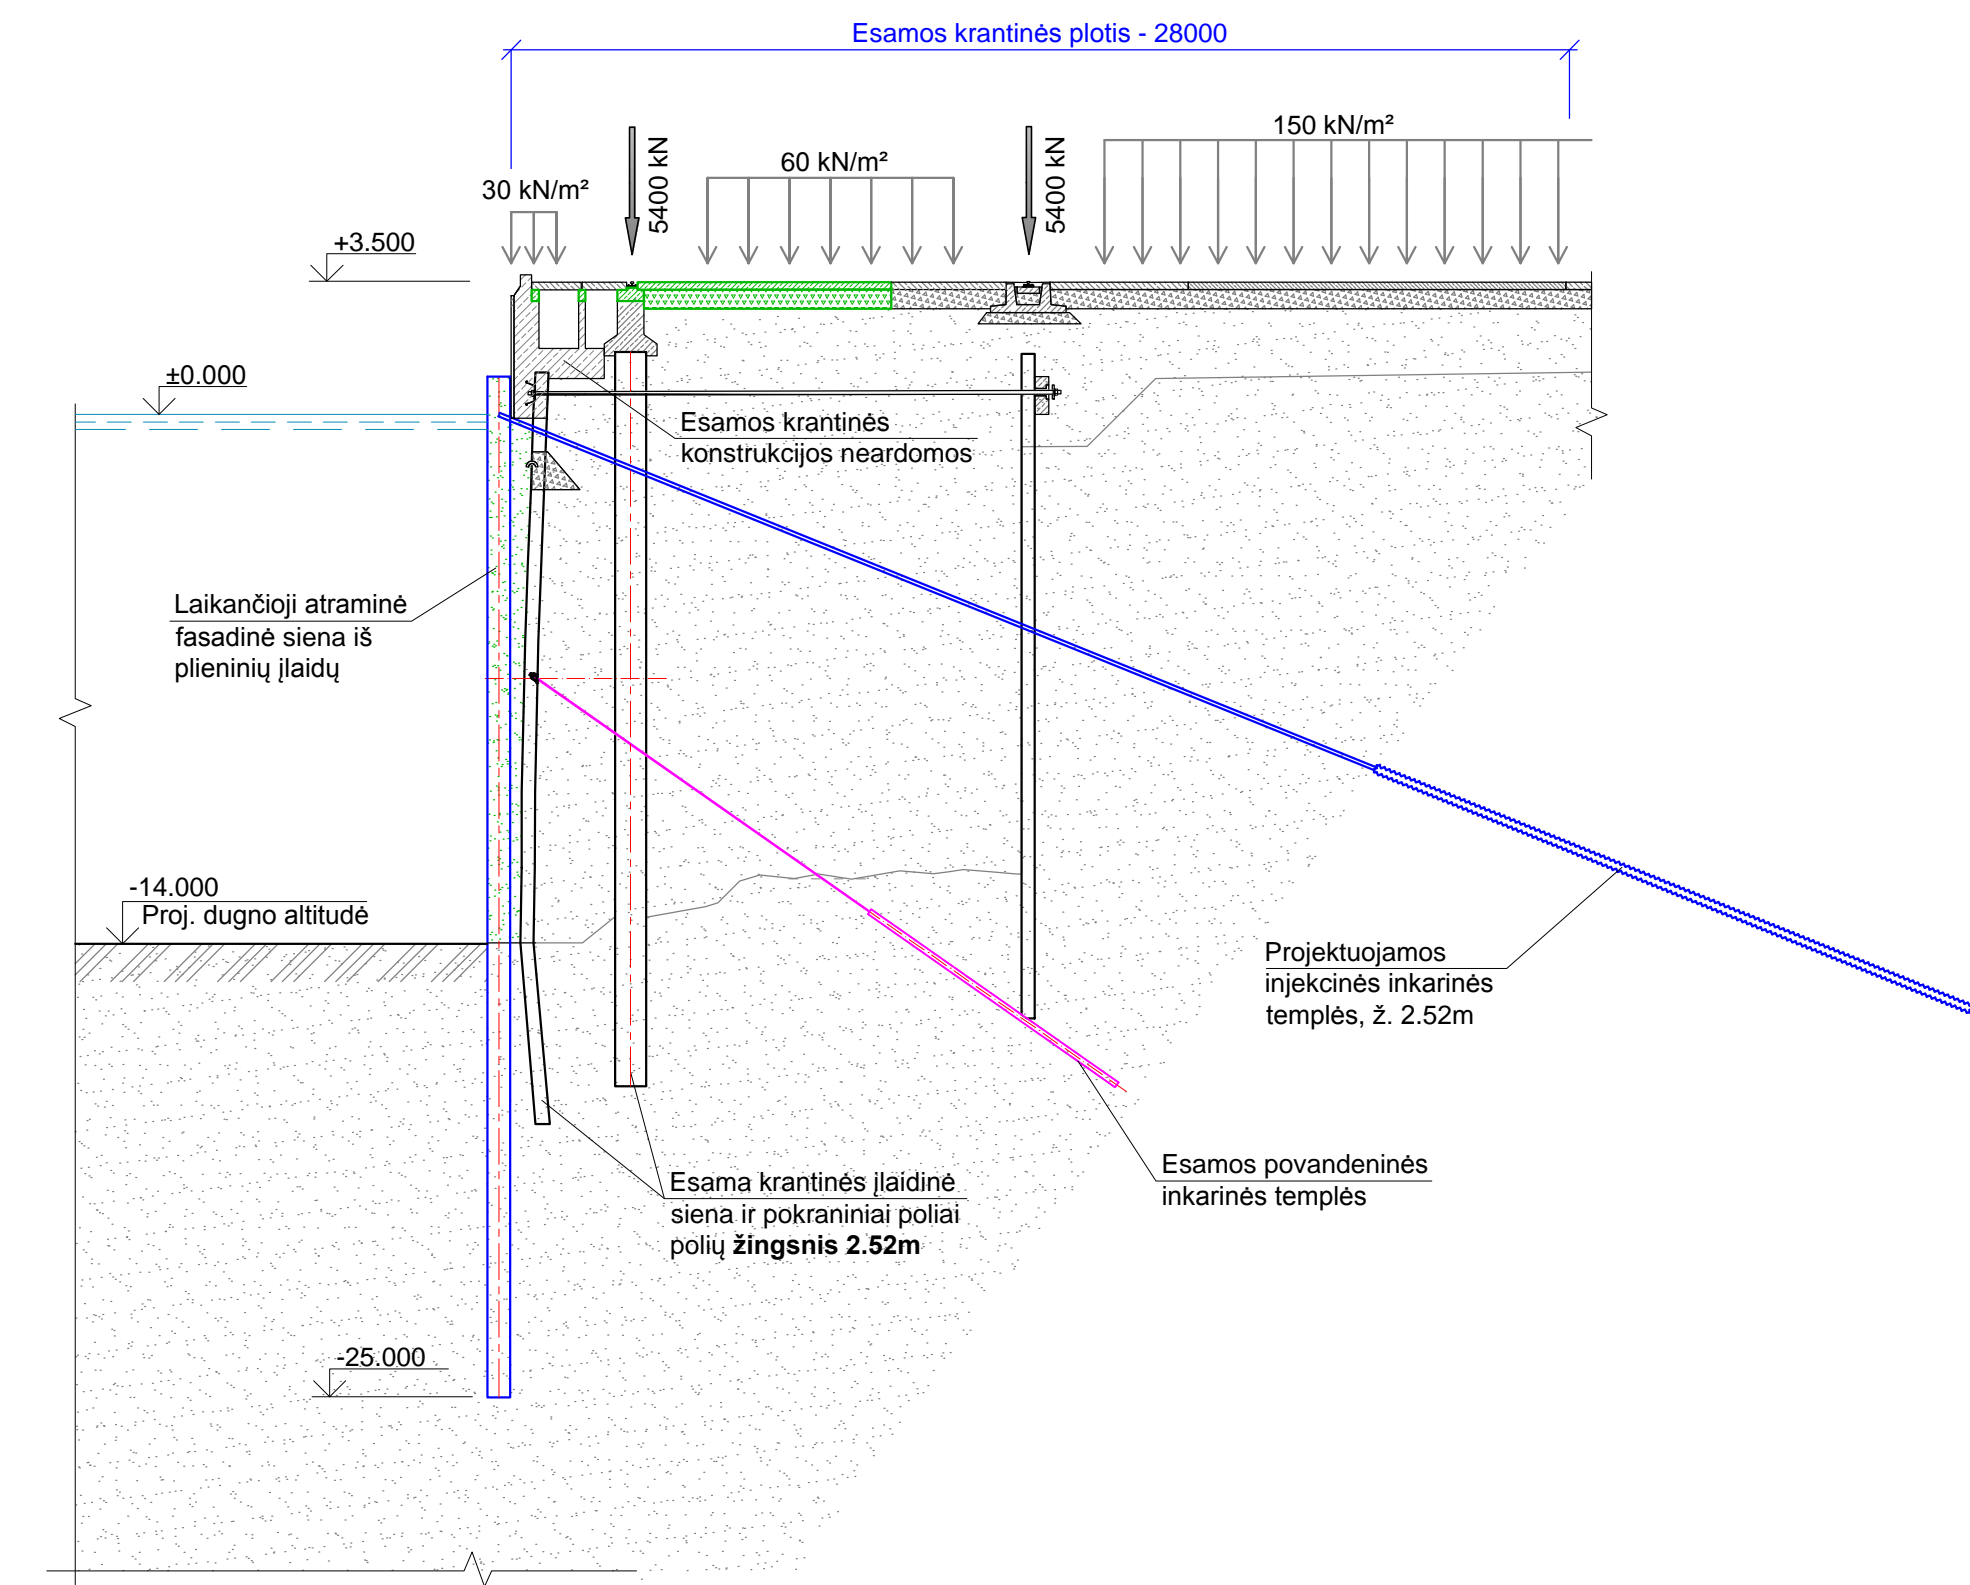 Esamos krantinės plotis - 28000
150 kN/m²
60 kN/m²
30 kN/m²
5400 kN
5400 kN
+3.500
±0.000
Esamos krantinės
konstrukcijos neardomos
Laikančioji atraminė
fasadinė siena iš
plieninių įlaidų
-14.000
Proj. dugno altitudė
Projektuojamos
injekcinės inkarinės
templės, ž. 2.52m
Esamos povandeninės
inkarinės templės
Esama krantinės įlaidinė
siena ir pokraniniai poliai
polių žingsnis 2.52m
-25.000